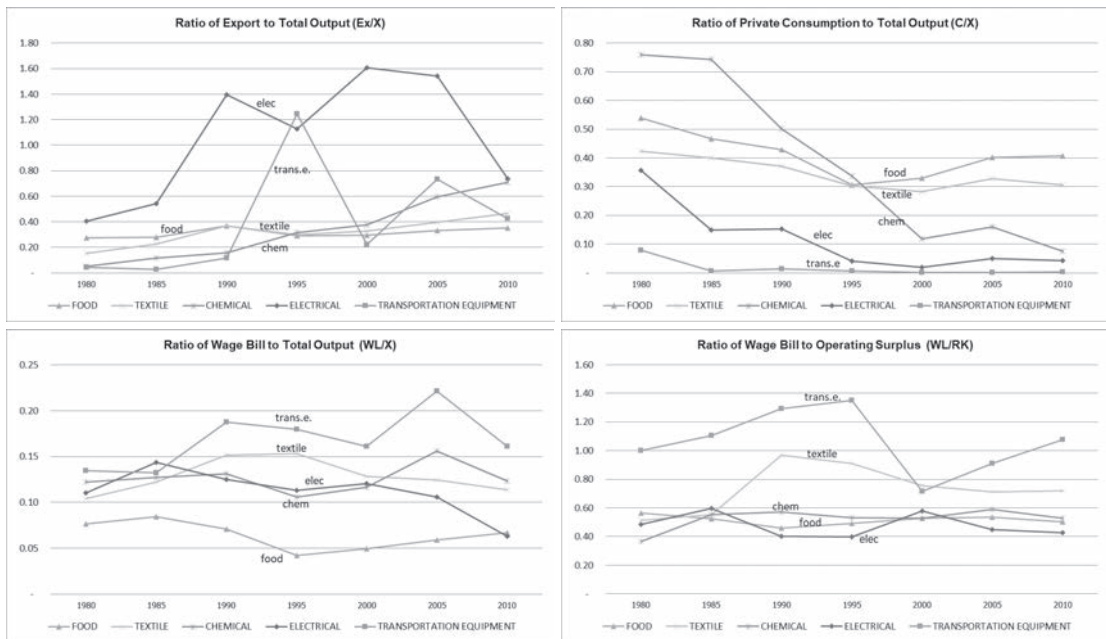 Ratio of Export to Total Output (Ex/X)
1.80
1.60
1.40
1.20
1.00
0.80
0.60
0.40
0.20
-
elec
trans.e.
food
textile
chem
1980 1985 1990 1995 2000 2005 2010
FOOD TEXTILE CHEMICAL ELECTRICAL TRANSPORTATION EQUIPMENT
Ratio of Private Consumption to Total Output (C/X)
0.80
0.70
0.60
0.50
0.40
0.30
0.20
0.10
-
food
textile
chem
elec
trans.e
1980 1985 1990 1995 2000 2005 2010
FOOD TEXTILE CHEMICAL ELECTRICAL TRANSPORTATION EQUIPMENT
Ratio of Wage Bill to Total Output (WL/X)
0.25
0.20
0.15
0.10
0.05
-
trans.e.
textile
elec
chem
food
1980 1985 1990 1995 2000 2005 2010
FOOD TEXTILE CHEMICAL ELECTRICAL TRANSPORTATION EQUIPMENT
Ratio of Wage Bill to Operating Surplus (WL/RK)
1.60
1.40
1.20
1.00
0.80
0.60
0.40
0.20
-
trans.e.
textile
chem
food
elec
1980 1985 1990 1995 2000 2005 2010
FOOD TEXTILE CHEMICAL ELECTRICAL TRANSPORTATION EQUIPMENT